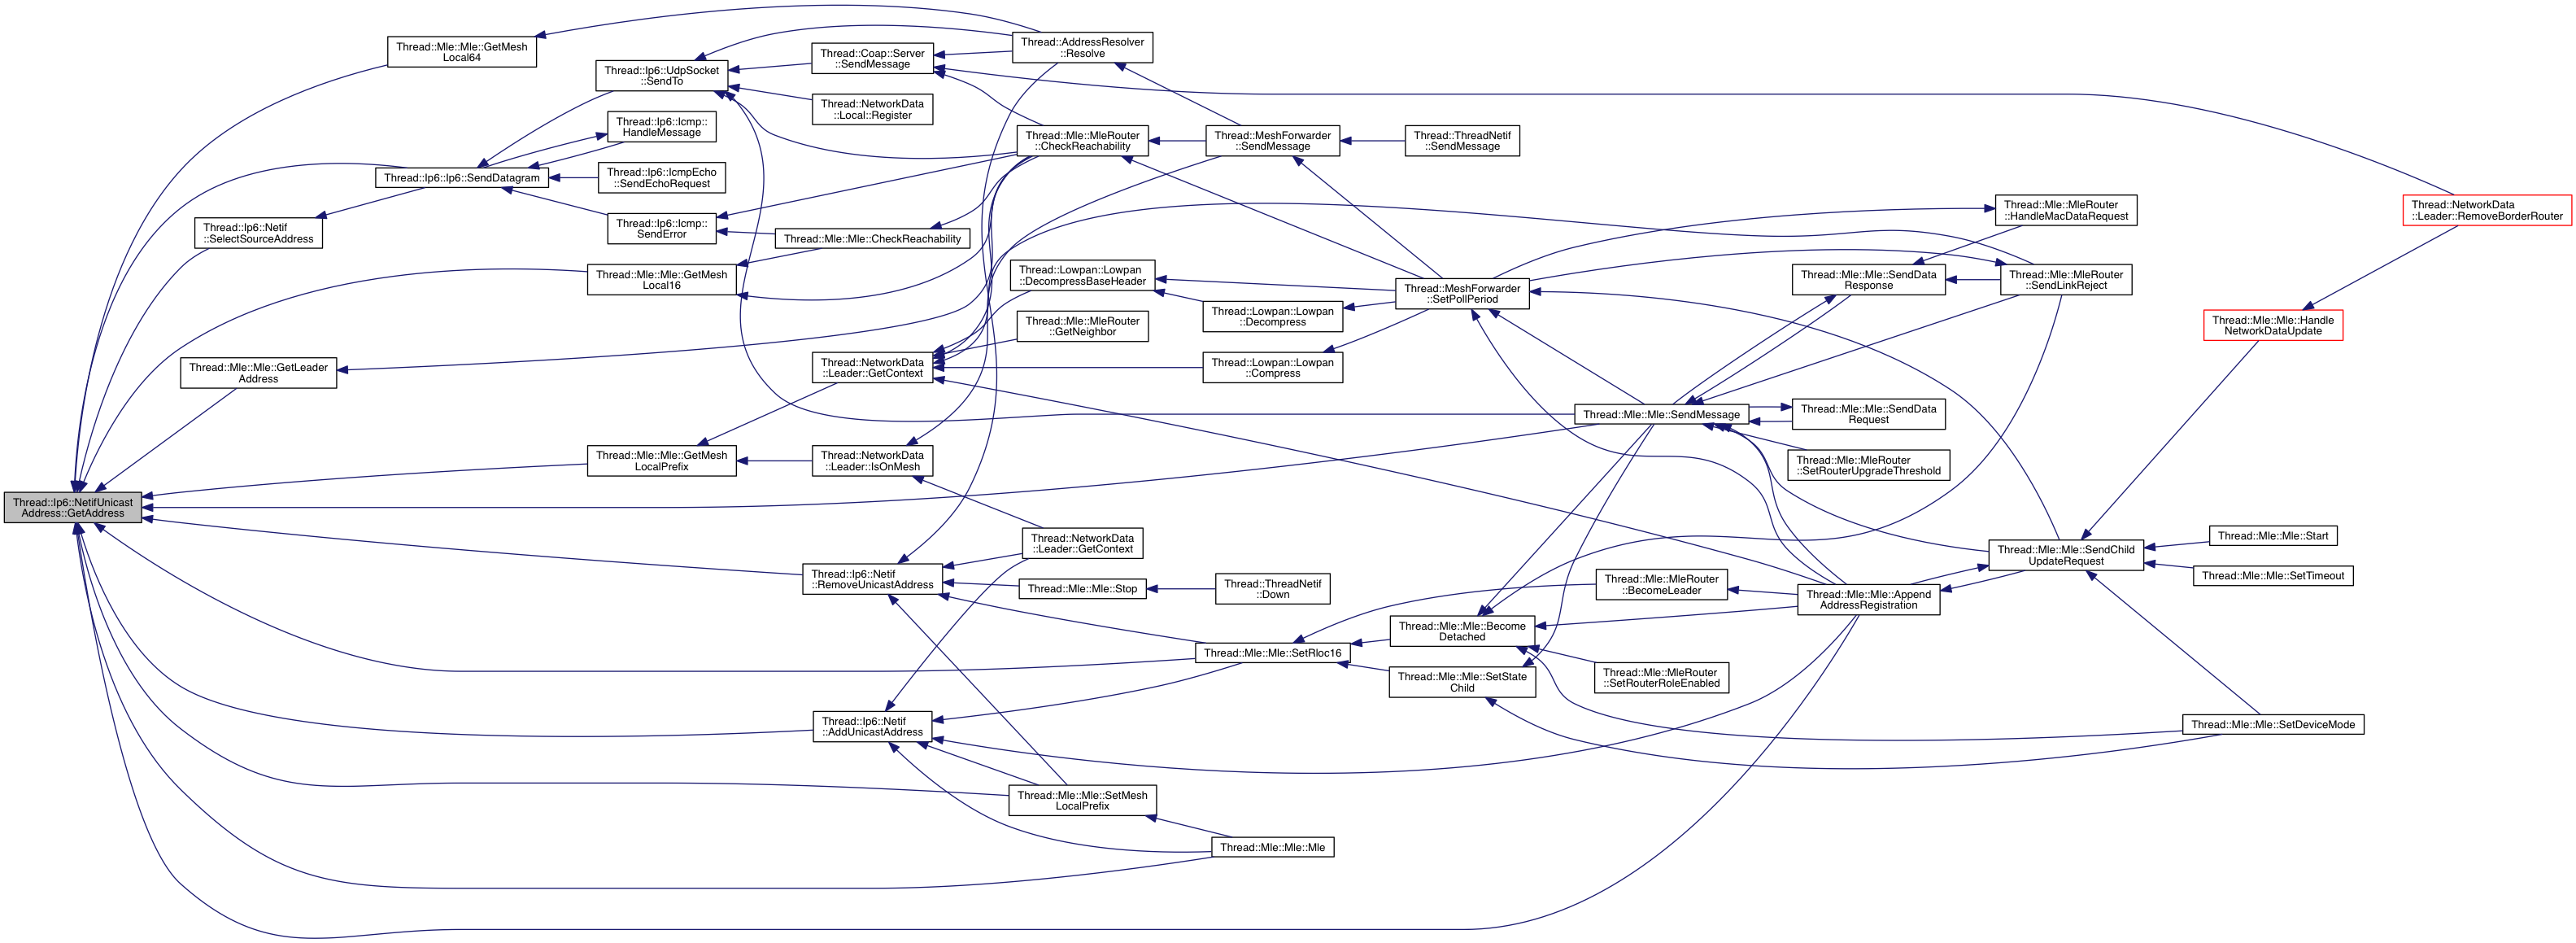 Thread::Ip6::NetifUnicast
Address::GetAddress
Thread::Mle::Mle::GetMesh
Local64
Thread::Ip6::Ip6::SendDatagram
Thread::Ip6::Netif
::SelectSourceAddress
Thread::Mle::Mle::GetLeader
Address
Thread::Ip6::UdpSocket
::SendTo
Thread::Ip6::Icmp::
HandleMessage
Thread::Ip6::IcmpEcho
::SendEchoRequest
Thread::Ip6::Icmp::
SendError
Thread::Mle::Mle::GetMesh
Local16
Thread::Mle::Mle::GetMesh
LocalPrefix
Thread::Coap::Server
::SendMessage
Thread::NetworkData
::Local::Register
Thread::Mle::Mle::CheckReachability
Thread::NetworkData
::Leader::GetContext
Thread::NetworkData
::Leader::IsOnMesh
Thread::Ip6::Netif
::RemoveUnicastAddress
Thread::Ip6::Netif
::AddUnicastAddress
Thread::AddressResolver
::Resolve
Thread::Mle::MleRouter
::CheckReachability
Thread::Lowpan::Lowpan
::DecompressBaseHeader
Thread::Mle::MleRouter
::GetNeighbor
Thread::NetworkData
::Leader::GetContext
Thread::Mle::Mle::Stop
Thread::Mle::Mle::SetMesh
LocalPrefix
Thread::MeshForwarder
::SendMessage
Thread::Lowpan::Lowpan
::Decompress
Thread::Lowpan::Lowpan
::Compress
Thread::ThreadNetif
::Down
Thread::Mle::Mle::SetRloc16
Thread::Mle::Mle::Mle
Thread::ThreadNetif
::SendMessage
Thread::MeshForwarder
::SetPollPeriod
Thread::Mle::Mle::Become
Detached
Thread::Mle::Mle::SetState
Child
Thread::Mle::Mle::SendMessage
Thread::Mle::MleRouter
::BecomeLeader
Thread::Mle::MleRouter
::SetRouterRoleEnabled
Thread::Mle::Mle::SendData
Response
Thread::Mle::Mle::SendData
Request
Thread::Mle::MleRouter
::SetRouterUpgradeThreshold
Thread::Mle::Mle::Append
AddressRegistration
Thread::Mle::MleRouter
::HandleMacDataRequest
Thread::Mle::MleRouter
::SendLinkReject
Thread::Mle::Mle::SendChild
UpdateRequest
Thread::Mle::Mle::Handle
NetworkDataUpdate
Thread::Mle::Mle::Start
Thread::Mle::Mle::SetTimeout
Thread::Mle::Mle::SetDeviceMode
Thread::NetworkData
::Leader::RemoveBorderRouter